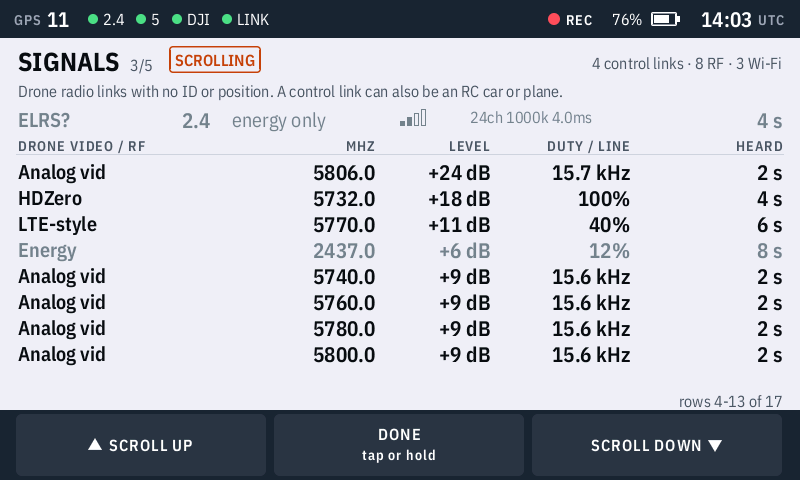 GPS 11 2.4 5 DJI LINK REC 76% 14:03 UTC
SIGNALS 3/5 SCROLLING 4 control links · 8 RF · 3 Wi-Fi
Drone radio links with no ID or position. A control link can also be an RC car or plane.
ELRS? 2.4 energy only 24ch 1000k 4.0ms 4 s
DRONE VIDEO / RF MHZ LEVEL DUTY / LINE HEARD
Analog vid 5806.0 +24 dB 15.7 kHz 2 s
HDZero 5732.0 +18 dB 100% 4 s
LTE-style 5770.0 +11 dB 40% 6 s
Energy 2437.0 +6 dB 12% 8 s
Analog vid 5740.0 +9 dB 15.6 kHz 2 s
Analog vid 5760.0 +9 dB 15.6 kHz 2 s
Analog vid 5780.0 +9 dB 15.6 kHz 2 s
Analog vid 5800.0 +9 dB 15.6 kHz 2 s
rows 4-13 of 17
▲ SCROLL UP
DONE
tap or hold
SCROLL DOWN ▼